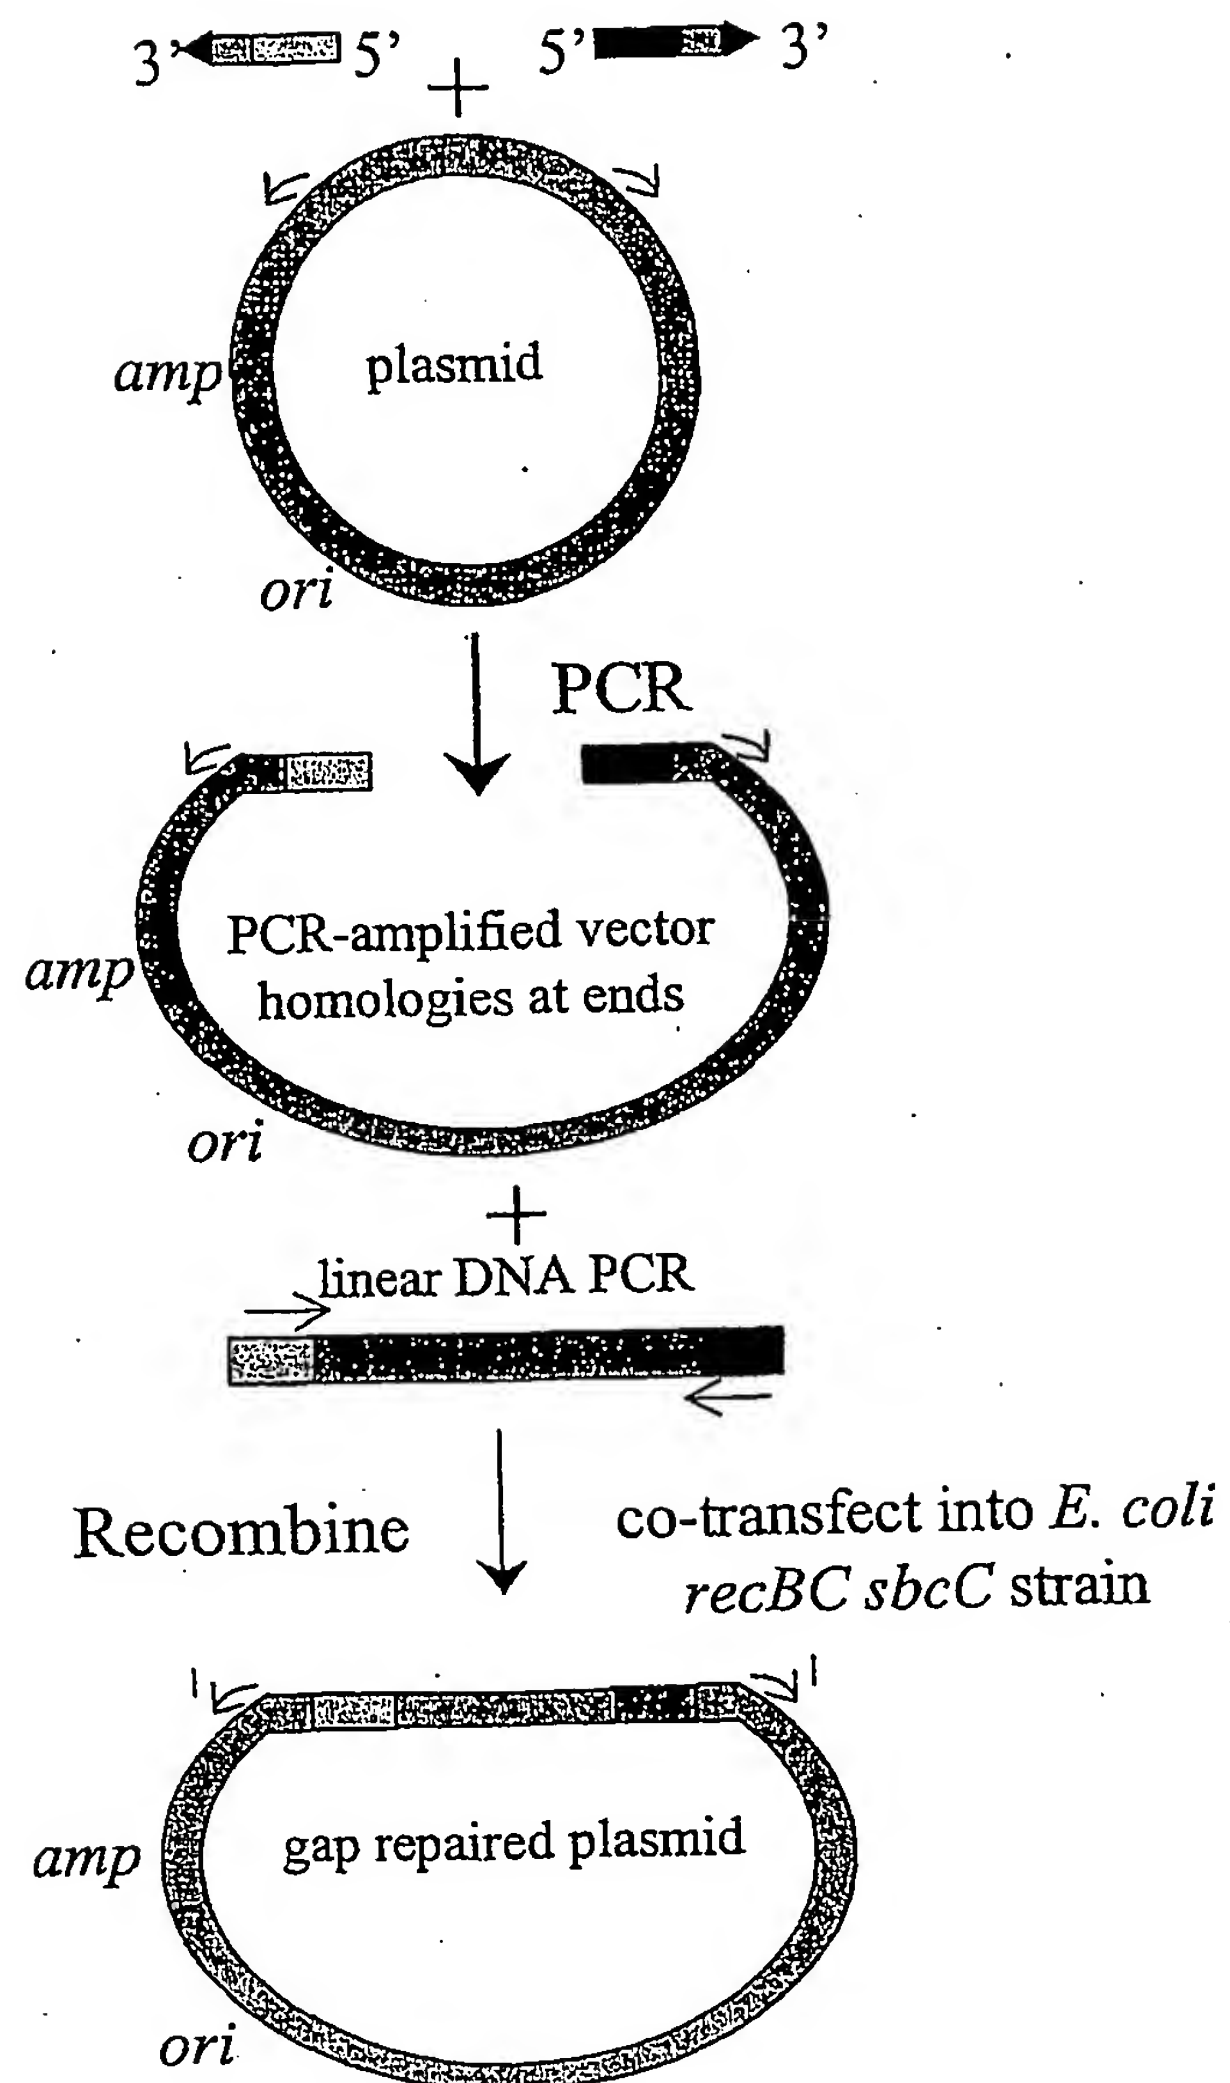 3’ 5’ 5’ 3’
+
amp
plasmid
ori
PCR
PCR-amplified vector
homologies at ends
amp
ori
+
linear DNA PCR
Recombine
co-transfect into E. coli
recBC sbcC strain
amp
gap repaired plasmid
ori